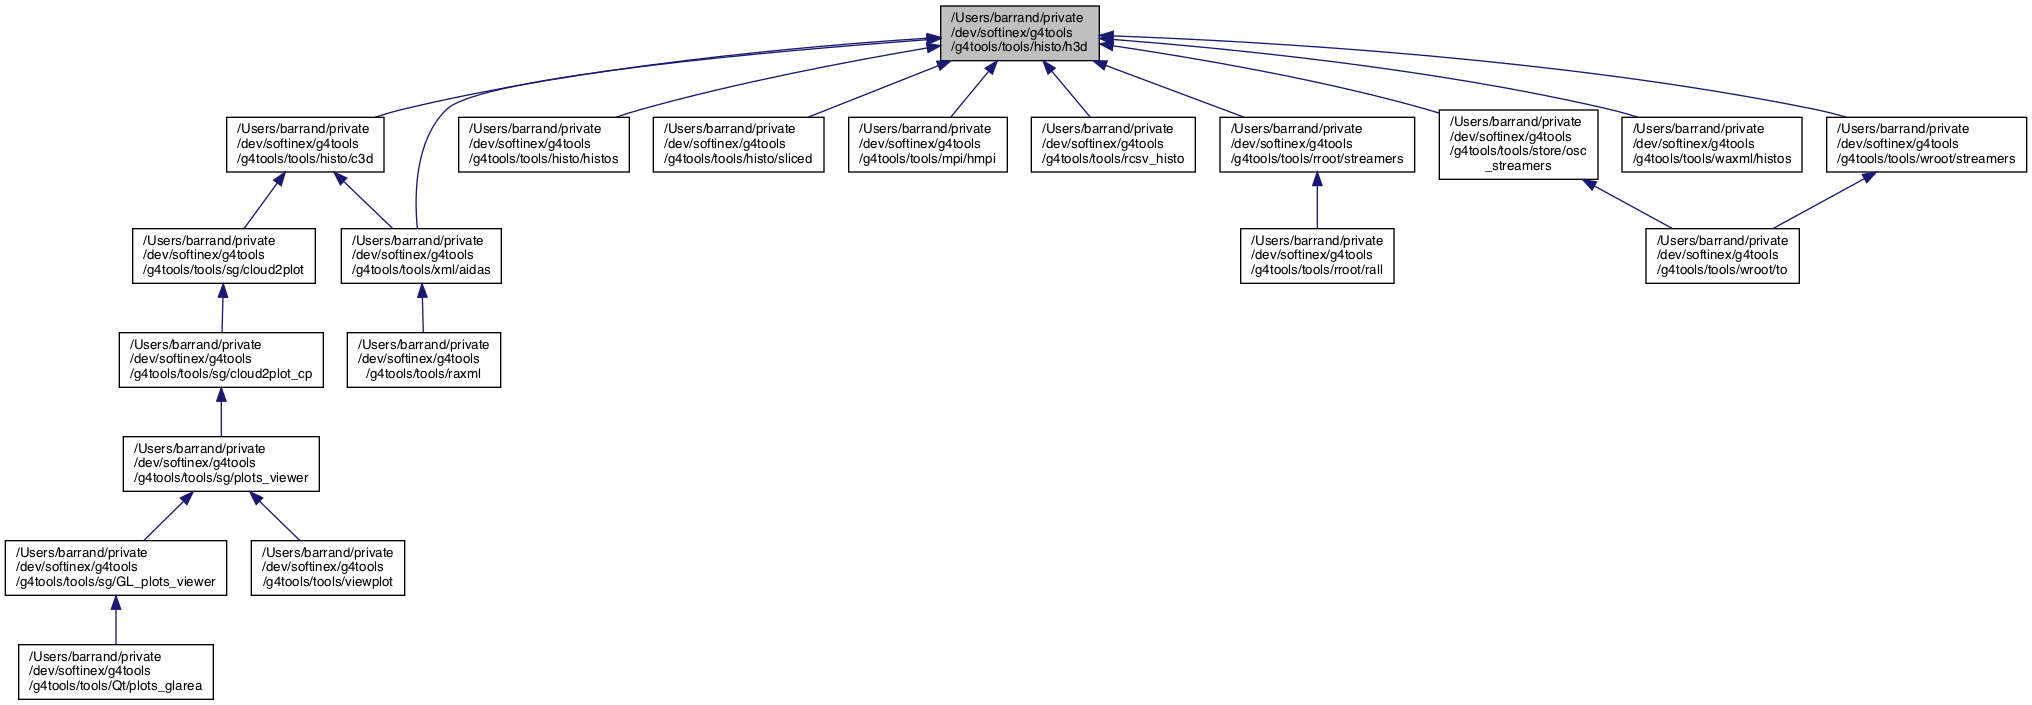 /Users/barrand/private
/dev/softinex/g4tools
/g4tools/tools/histo/h3d
/Users/barrand/private
/dev/softinex/g4tools
/g4tools/tools/histo/c3d
/Users/barrand/private
/dev/softinex/g4tools
/g4tools/tools/histo/histos
/Users/barrand/private
/dev/softinex/g4tools
/g4tools/tools/histo/sliced
/Users/barrand/private
/dev/softinex/g4tools
/g4tools/tools/mpi/hmpi
/Users/barrand/private
/dev/softinex/g4tools
/g4tools/tools/rcsv_histo
/Users/barrand/private
/dev/softinex/g4tools
/g4tools/tools/rroot/streamers
/Users/barrand/private
/dev/softinex/g4tools
/g4tools/tools/store/osc
_streamers
/Users/barrand/private
/dev/softinex/g4tools
/g4tools/tools/waxml/histos
/Users/barrand/private
/dev/softinex/g4tools
/g4tools/tools/wroot/streamers
/Users/barrand/private
/dev/softinex/g4tools
/g4tools/tools/sg/cloud2plot
/Users/barrand/private
/dev/softinex/g4tools
/g4tools/tools/xml/aidas
/Users/barrand/private
/dev/softinex/g4tools
/g4tools/tools/rroot/rall
/Users/barrand/private
/dev/softinex/g4tools
/g4tools/tools/wroot/to
/Users/barrand/private
/dev/softinex/g4tools
/g4tools/tools/sg/cloud2plot_cp
/Users/barrand/private
/dev/softinex/g4tools
/g4tools/tools/raxml
/Users/barrand/private
/dev/softinex/g4tools
/g4tools/tools/sg/plots_viewer
/Users/barrand/private
/dev/softinex/g4tools
/g4tools/tools/sg/GL_plots_viewer
/Users/barrand/private
/dev/softinex/g4tools
/g4tools/tools/viewplot
/Users/barrand/private
/dev/softinex/g4tools
/g4tools/tools/Qt/plots_glarea